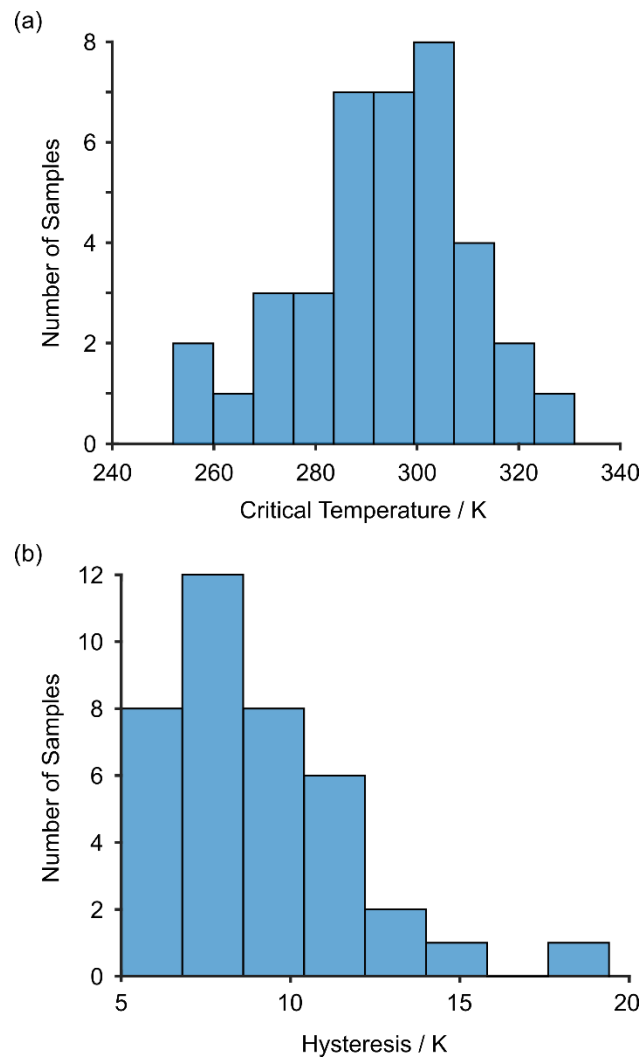 (a)
8
6
4
2
0
Number of Samples
240 260 280 300 320 340
Critical Temperature / K
(b)
12
10
8
6
4
2
0
Number of Samples
5 10 15 20
Hysteresis / K